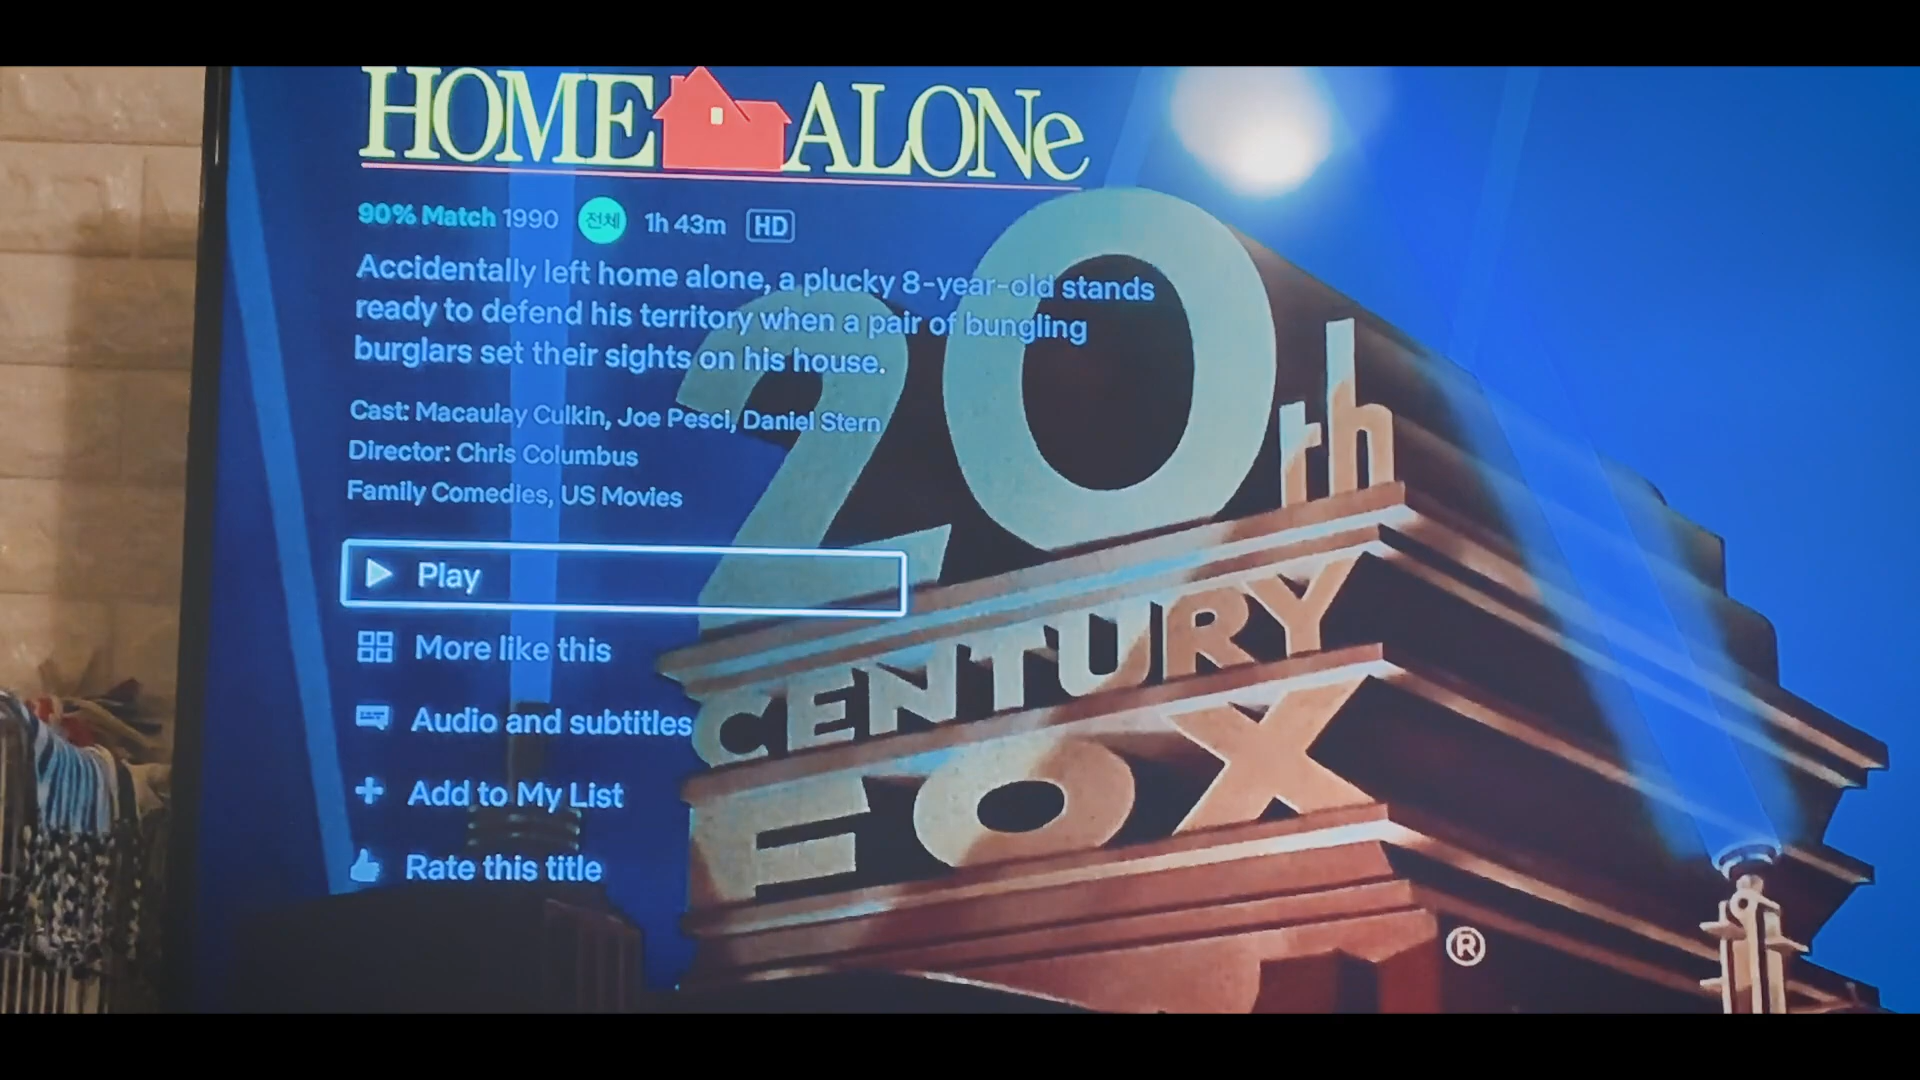 HOME ALONe
90% Match 1990 전체 1h 43m HD
Accidentally left home alone, a plucky 8-year-old stands
ready to defend his territory when a pair of bungling
burglars set their sights on his house.
Cast: Macaulay Culkin, Joe Pesci, Daniel Stern
Director: Chris Columbus
Family Comedies, US Movies
Play
More like this
Audio and subtitles
Add to My List
Rate this title
20th
CENTURY
FOX
®